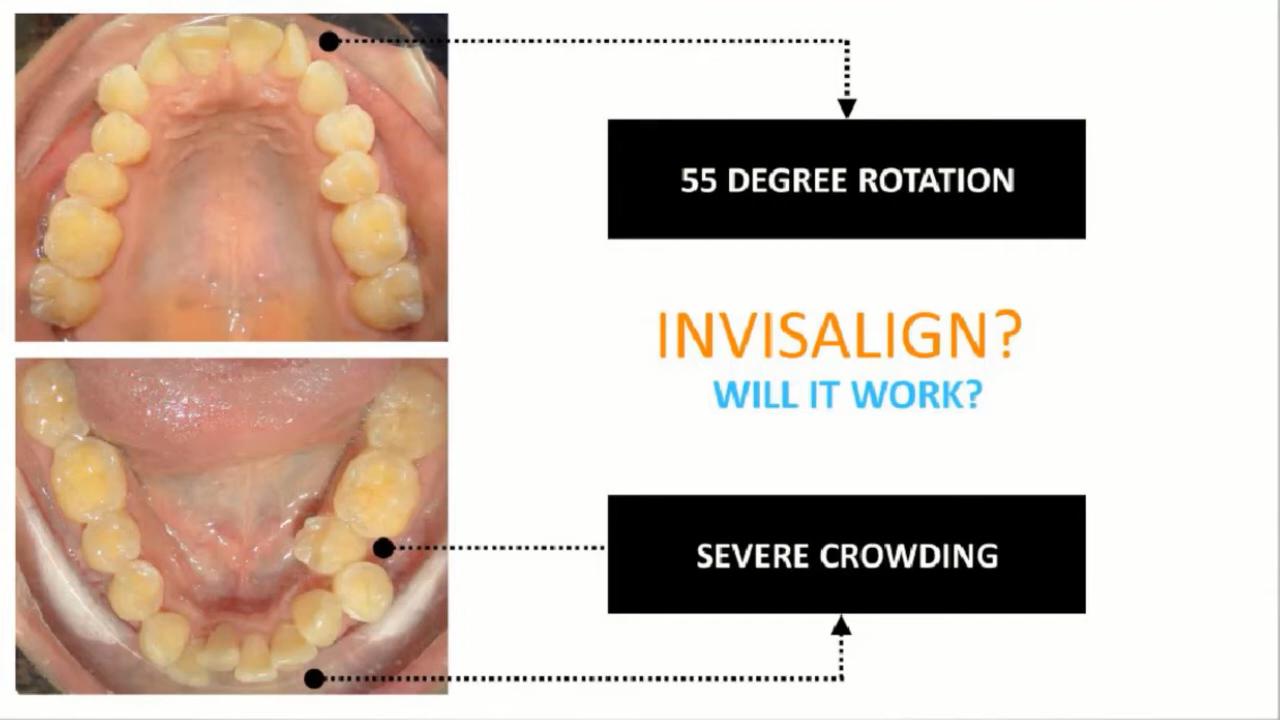 55 DEGREE ROTATION
INVISALIGN?
WILL IT WORK?
SEVERE CROWDING